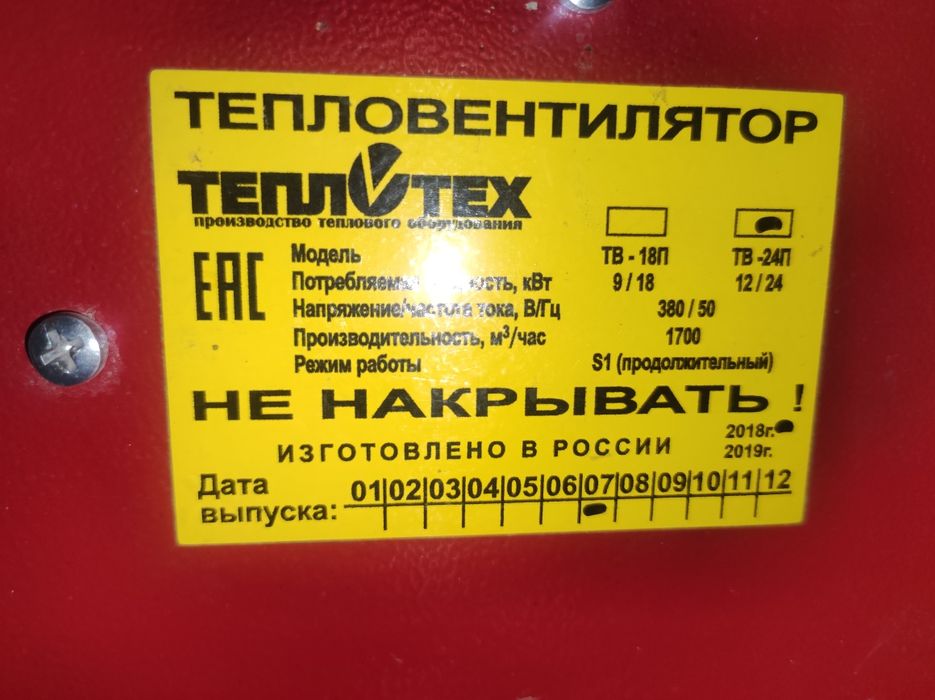 ТЕПЛОВЕНТИЛЯТОР
ТЕПЛОТЕХ
производство теплового оборудования
EAC
Модель ТВ - 18П ТВ -24П
Потребляемая мощность, кВт 9 / 18 12 / 24
Напряжение/частота тока, В/Гц 380 / 50
Производительность, м³/час 1700
Режим работы S1 (продолжительный)
НЕ НАКРЫВАТЬ !
ИЗГОТОВЛЕНО В РОССИИ
2018г.
2019г.
Дата выпуска: 01 02 03 04 05 06 07 08 09 10 11 12